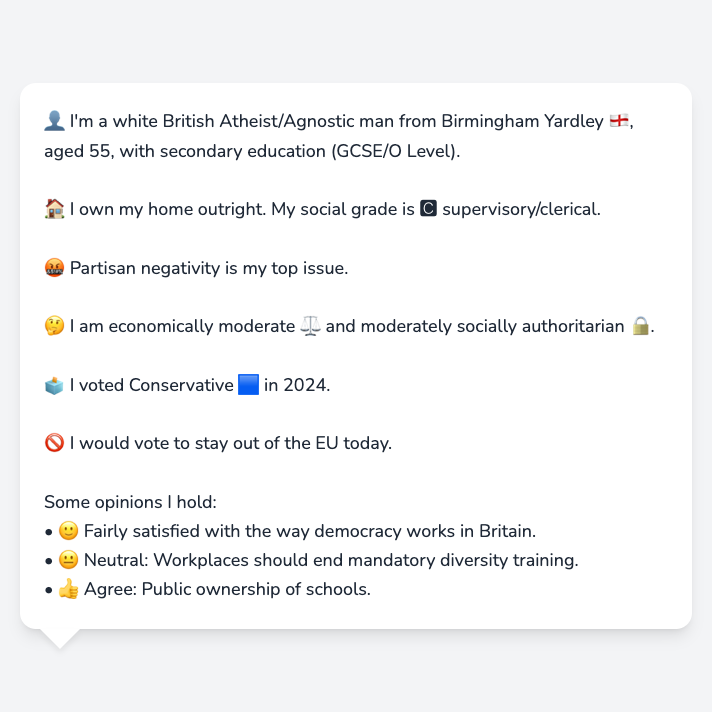 👤 I'm a white British Atheist/Agnostic man from Birmingham Yardley 🏴󠁧󠁢󠁥󠁮󠁧󠁿,
aged 55, with secondary education (GCSE/O Level).
🏠 I own my home outright. My social grade is 🅲 supervisory/clerical.
🤬 Partisan negativity is my top issue.
🤔 I am economically moderate ⚖️ and moderately socially authoritarian 🔒.
🗳️ I voted Conservative 🟦 in 2024.
🚫 I would vote to stay out of the EU today.
Some opinions I hold:
• 🙂 Fairly satisfied with the way democracy works in Britain.
• 😐 Neutral: Workplaces should end mandatory diversity training.
• 👍 Agree: Public ownership of schools.